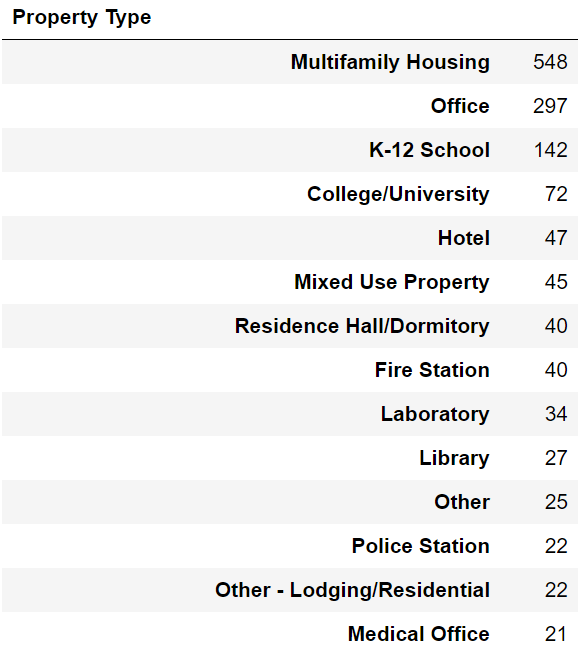 Property Type
Multifamily Housing 548
Office 297
K-12 School 142
College/University 72
Hotel 47
Mixed Use Property 45
Residence Hall/Dormitory 40
Fire Station 40
Laboratory 34
Library 27
Other 25
Police Station 22
Other - Lodging/Residential 22
Medical Office 21